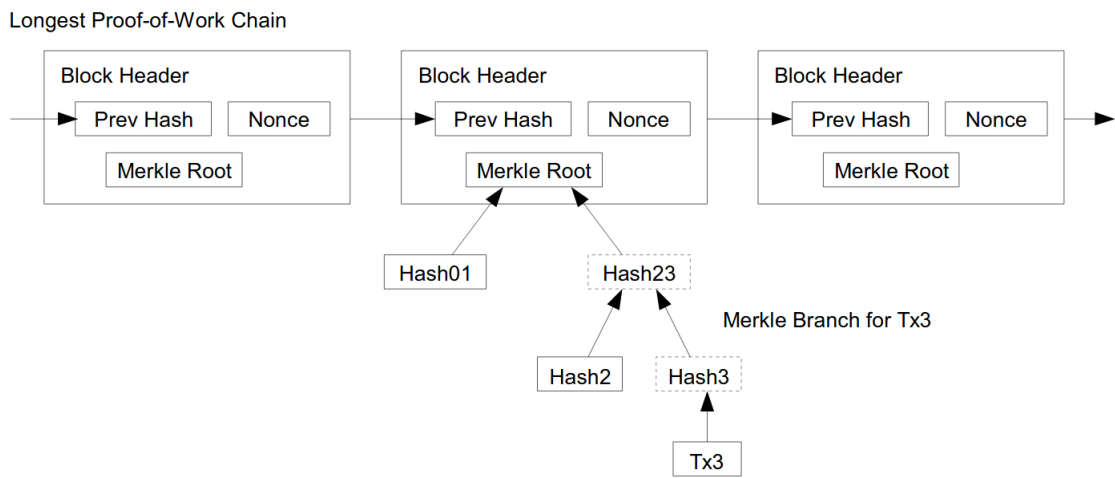 Longest Proof-of-Work Chain
Block Header
Prev Hash
Nonce
Merkle Root
Block Header
Prev Hash
Nonce
Merkle Root
Block Header
Prev Hash
Nonce
Merkle Root
Hash01
Hash23
Merkle Branch for Tx3
Hash2
Hash3
Tx3